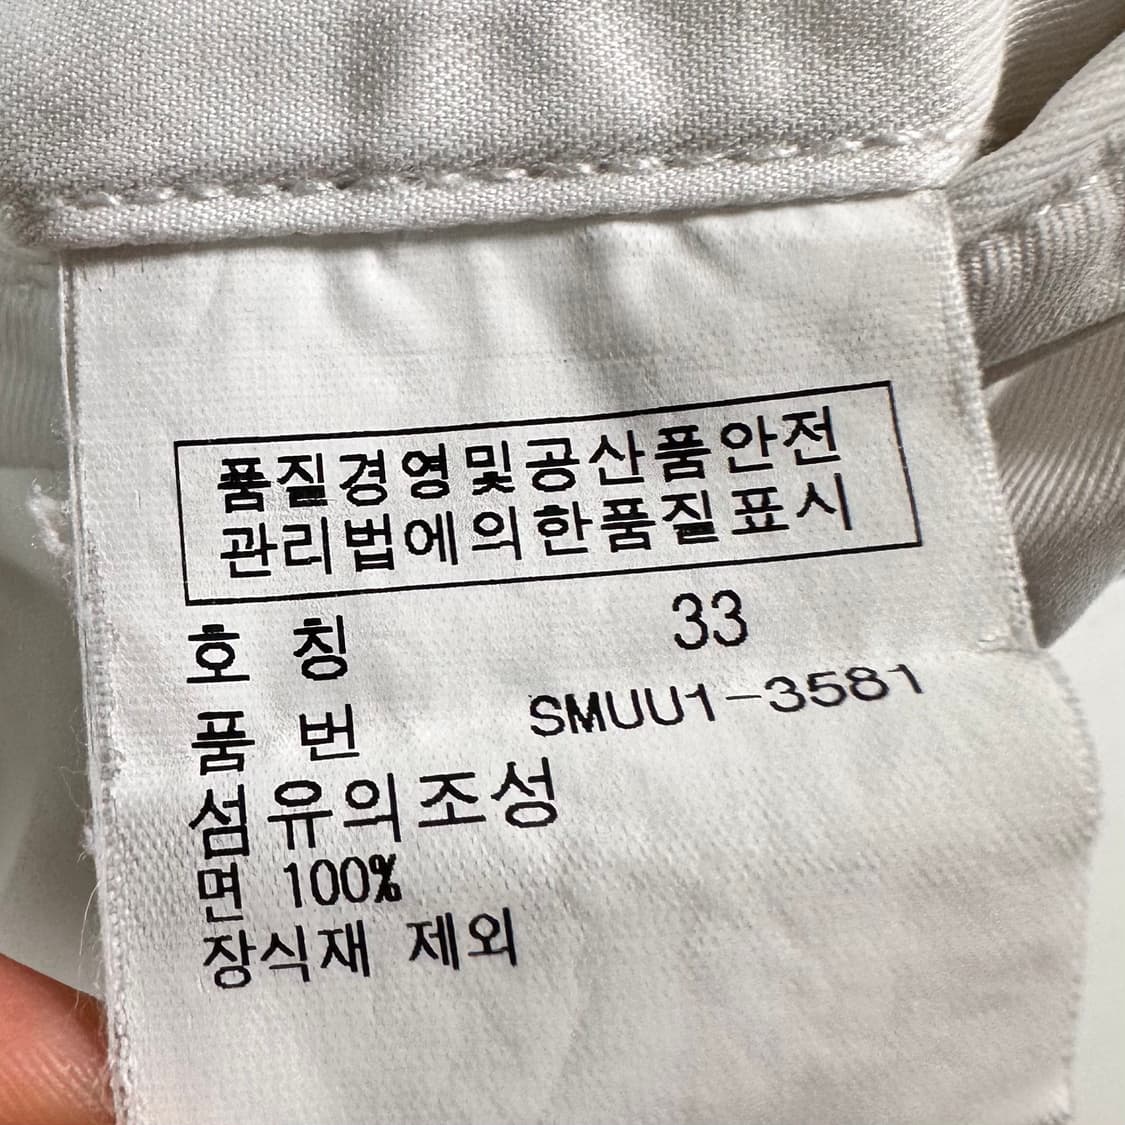 품질경영및공산품안전
관리법에의한품질표시
호 칭 33
품 번 SMUU1-3581
섬유의조성
면 100%
장식재 제외